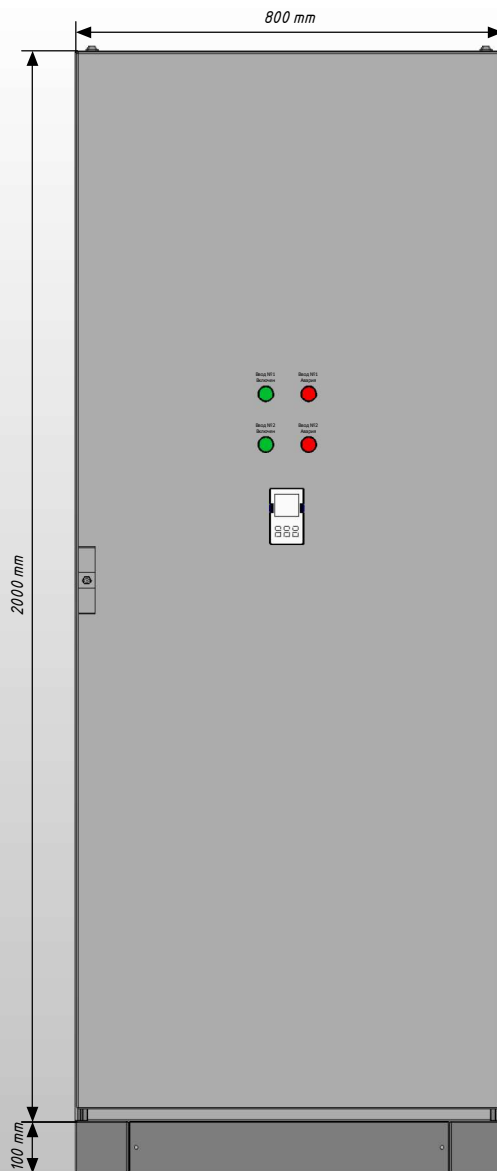 800 mm
Ввод №1
Включен
Ввод №1
Авария
Ввод №2
Включен
Ввод №2
Авария
2000 mm
100 mm